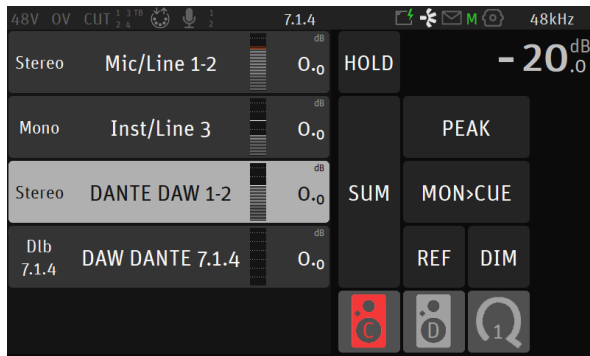 48V OV CUT 1 3 TB 2 4 1 2 7.1.4 M 48kHz
Stereo Mic/Line 1-2 dB 0.0 HOLD -20.0 dB
Mono Inst/Line 3 dB 0.0 PEAK
Stereo DANTE DAW 1-2 dB 0.0 SUM MON>CUE
Dlb 7.1.4 DAW DANTE 7.1.4 dB 0.0 REF DIM
C D 1